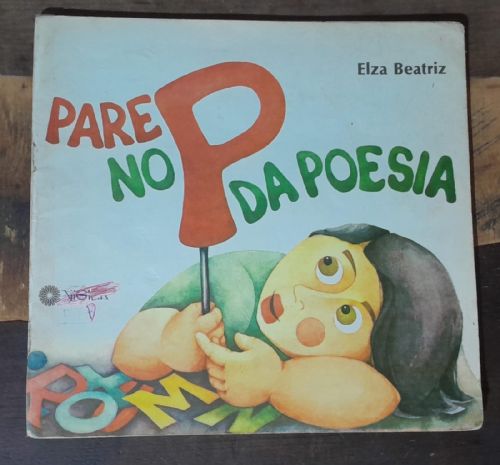 Elza Beatriz
PARE
NO P DA POESIA